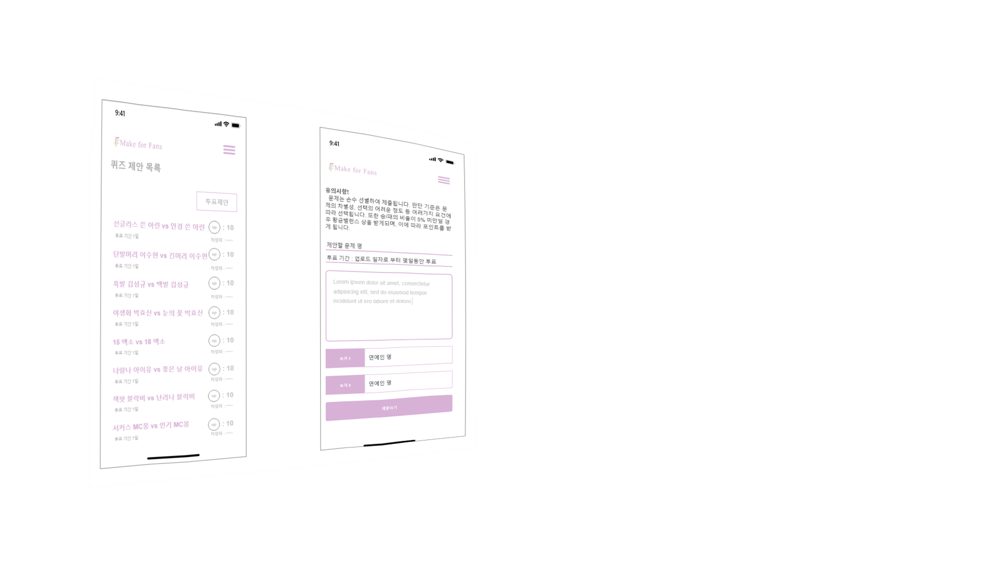 9:41
Make for Fans
퀴즈 제안 목록
투표제안
선글라스 쓴 아린 vs 안경 쓴 아린 up : 10
투표 기간 7일 작성자 : ~~~
단발머리 이수현 vs 긴머리 이수현 up : 10
투표 기간 7일 작성자 : ~~~
흑발 김성규 vs 백발 김성규 up : 10
투표 기간 7일 작성자 : ~~~
야생화 박효신 vs 눈의 꽃 박효신 up : 10
투표 기간 7일 작성자 : ~~~
15 엑소 vs 18 엑소 up : 10
투표 기간 7일 작성자 : ~~~
너랑나 아이유 vs 좋은 날 아이유 up : 10
투표 기간 7일 작성자 : ~~~
잭팟 블락비 vs 난리나 블락비 up : 10
투표 기간 7일 작성자 : ~~~
서커스 MC몽 vs 인기 MC몽 up : 10
투표 기간 7일 작성자 : ~~~
9:41
Make for Fans
유의사항!
문제는 손수 선별하여 제출됩니다. 판단 기준은 문
제의 차별성, 선택의 어려운 정도 등 여러가지 요건에
따라 선택됩니다. 또한 승/패의 비율이 5% 미만일 경
우 황금밸런스 상을 받게되며, 이에 따라 포인트를 받
게 됩니다.
제안할 문제 명
투표 기간 : 업로드 일자로 부터 몇일동안 투표
Lorem ipsum dolor sit amet, consectetur
adipisicing elit, sed do eiusmod tempor
incididunt ut ero labore et dolore
보기 1 연예인 명
보기 2 연예인 명
제출하기